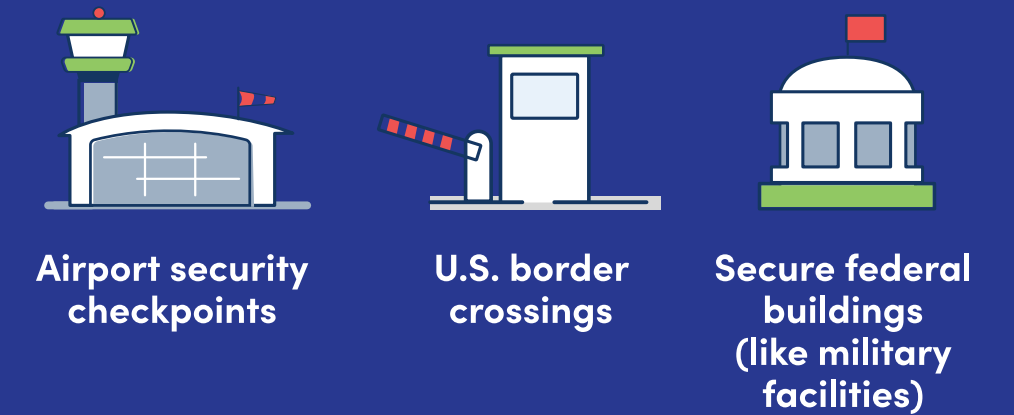 Airport security
checkpoints
U.S. border
crossings
Secure federal
buildings
(like military
facilities)